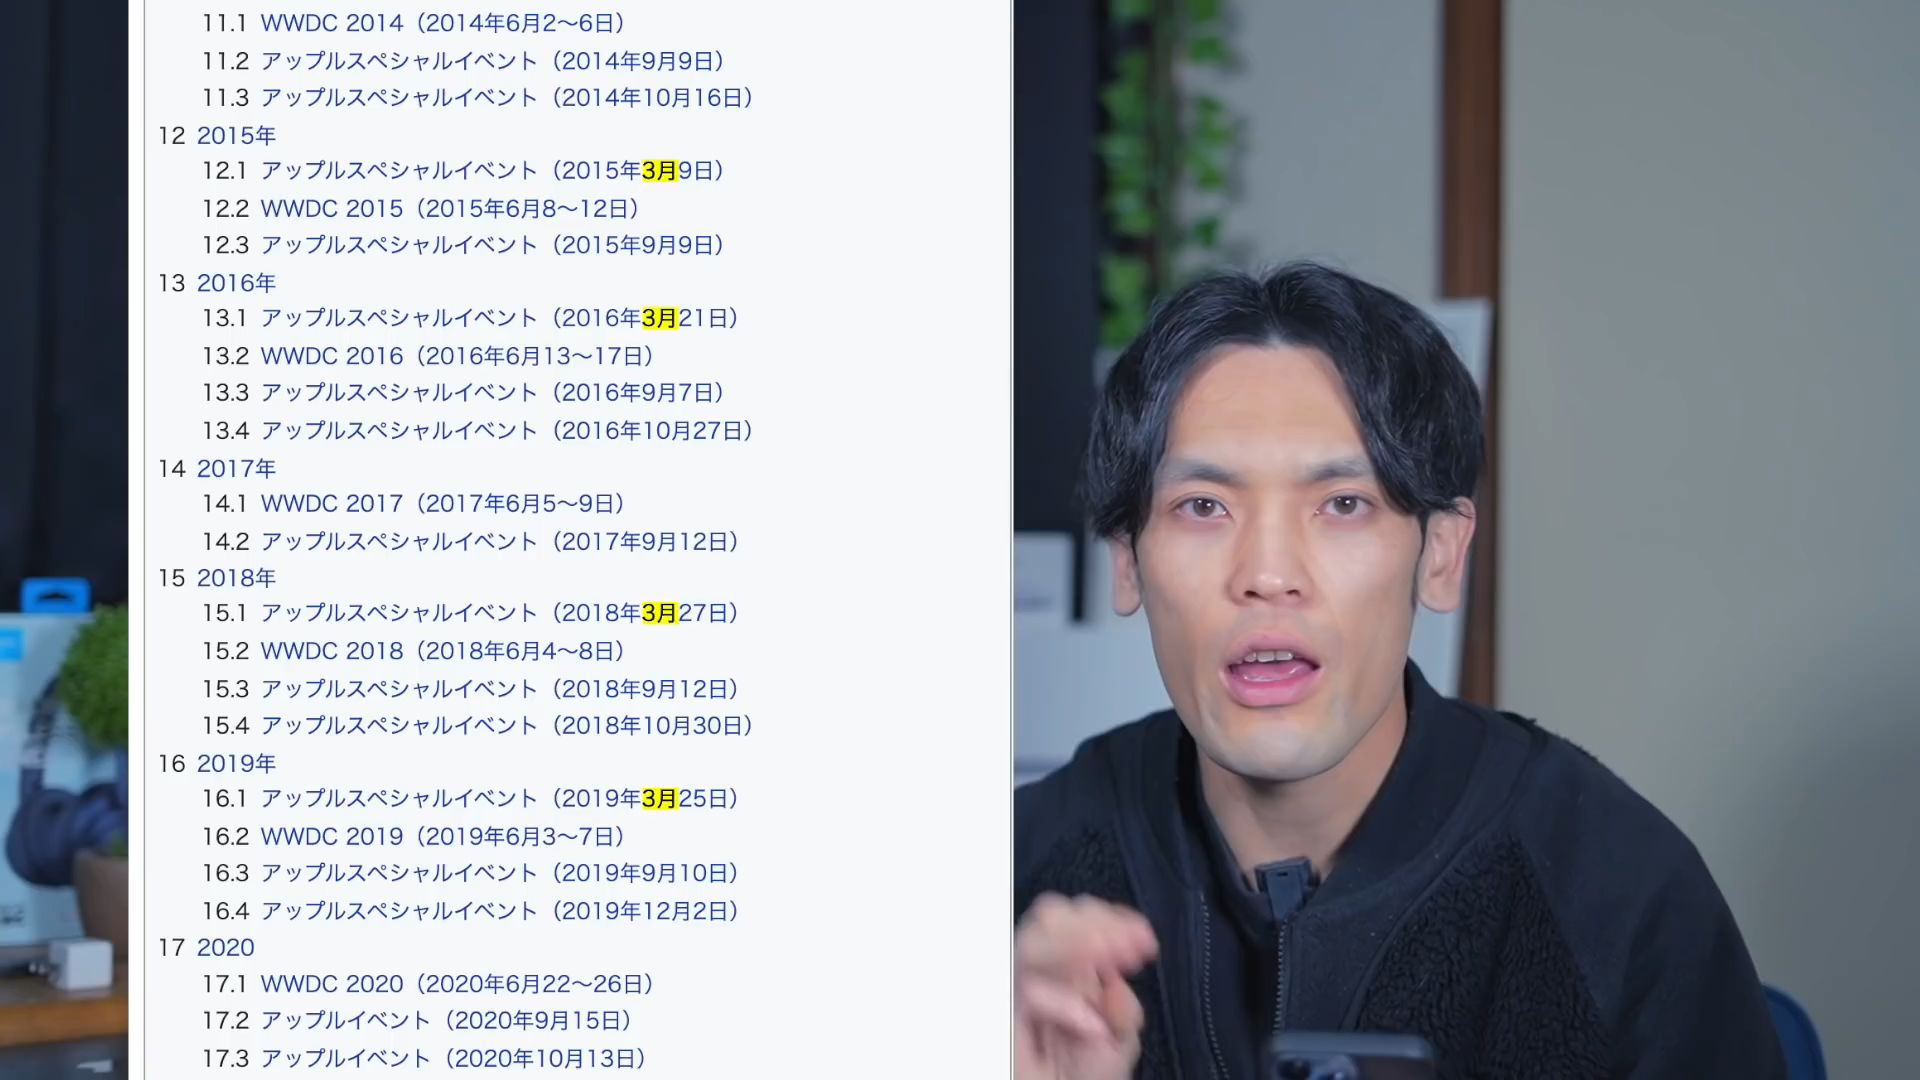 11.1 WWDC 2014（2014年6月2〜6日）
11.2 アップルスペシャルイベント（2014年9月9日）
11.3 アップルスペシャルイベント（2014年10月16日）
12 2015年
12.1 アップルスペシャルイベント（2015年3月9日）
12.2 WWDC 2015（2015年6月8〜12日）
12.3 アップルスペシャルイベント（2015年9月9日）
13 2016年
13.1 アップルスペシャルイベント（2016年3月21日）
13.2 WWDC 2016（2016年6月13〜17日）
13.3 アップルスペシャルイベント（2016年9月7日）
13.4 アップルスペシャルイベント（2016年10月27日）
14 2017年
14.1 WWDC 2017（2017年6月5〜9日）
14.2 アップルスペシャルイベント（2017年9月12日）
15 2018年
15.1 アップルスペシャルイベント（2018年3月27日）
15.2 WWDC 2018（2018年6月4〜8日）
15.3 アップルスペシャルイベント（2018年9月12日）
15.4 アップルスペシャルイベント（2018年10月30日）
16 2019年
16.1 アップルスペシャルイベント（2019年3月25日）
16.2 WWDC 2019（2019年6月3〜7日）
16.3 アップルスペシャルイベント（2019年9月10日）
16.4 アップルスペシャルイベント（2019年12月2日）
17 2020
17.1 WWDC 2020（2020年6月22〜26日）
17.2 アップルイベント（2020年9月15日）
17.3 アップルイベント（2020年10月13日）